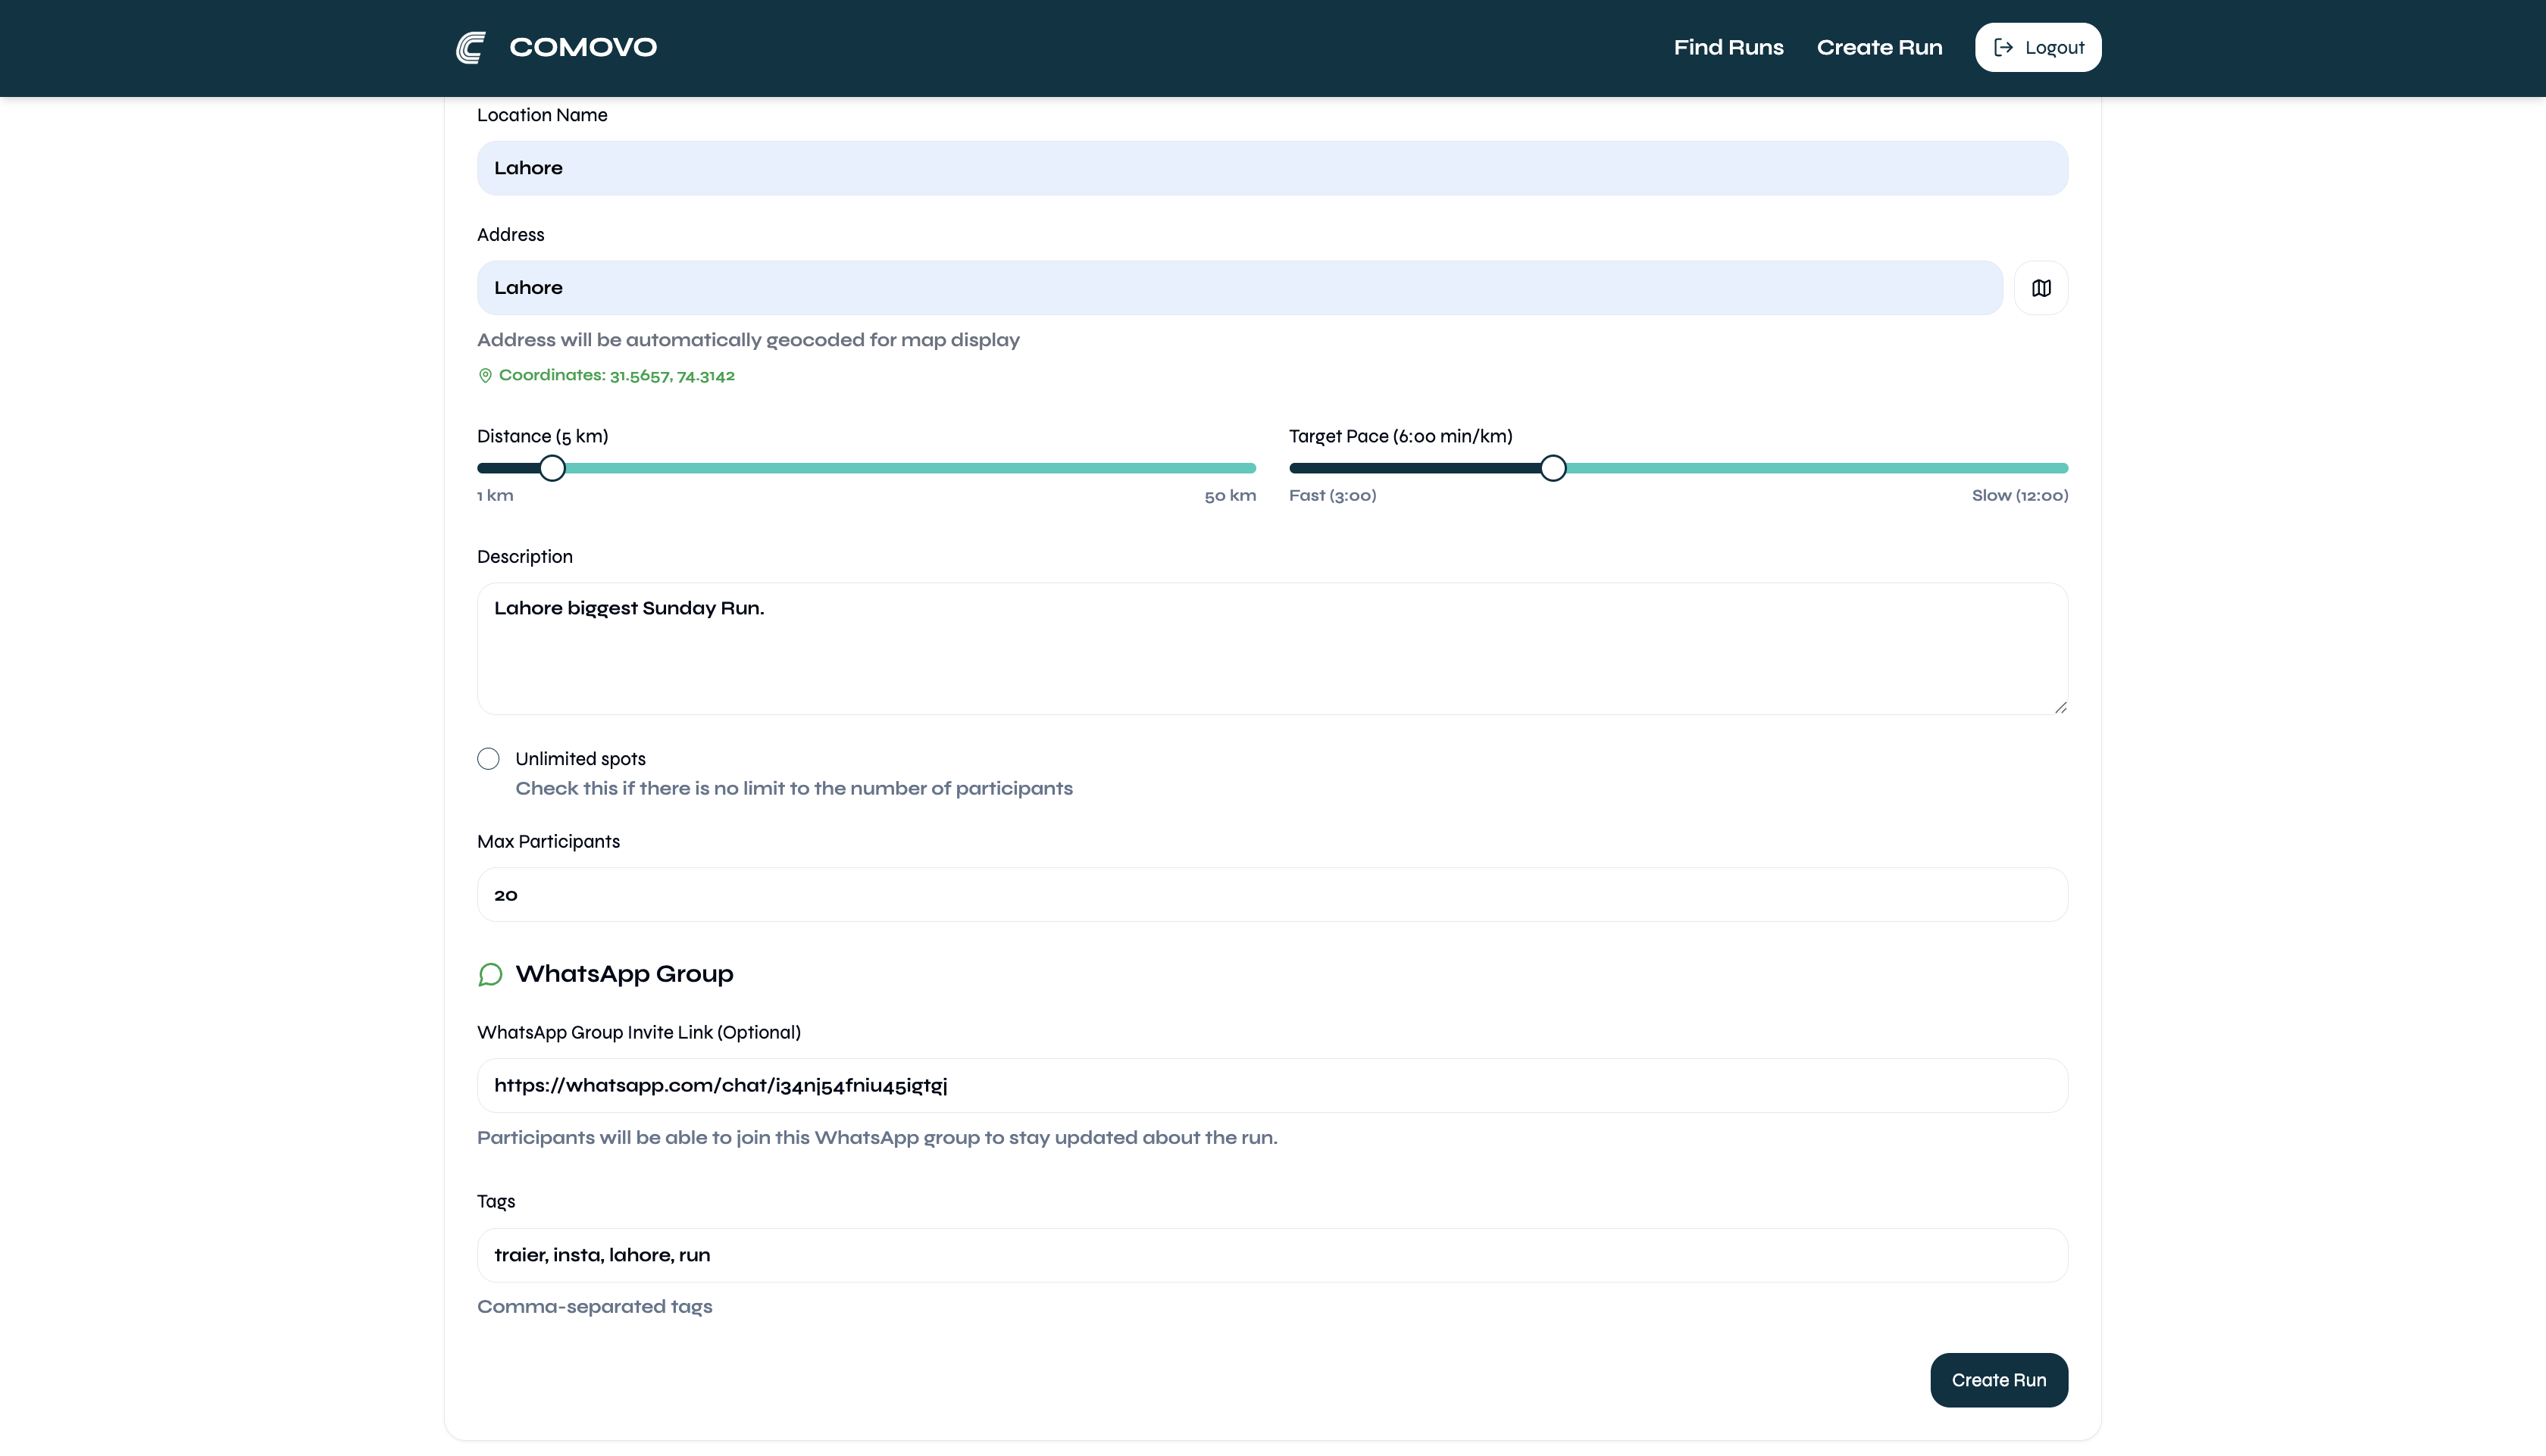 COMOVO
Find Runs
Create Run
Logout
Location Name
Lahore
Address
Lahore
Address will be automatically geocoded for map display
Coordinates: 31.5657, 74.3142
Distance (5 km)
1 km
50 km
Target Pace (6:00 min/km)
Fast (3:00)
Slow (12:00)
Description
Lahore biggest Sunday Run.
Unlimited spots
Check this if there is no limit to the number of participants
Max Participants
20
WhatsApp Group
WhatsApp Group Invite Link (Optional)
https://whatsapp.com/chat/i34nj54fniu45igtgj
Participants will be able to join this WhatsApp group to stay updated about the run.
Tags
traier, insta, lahore, run
Comma-separated tags
Create Run